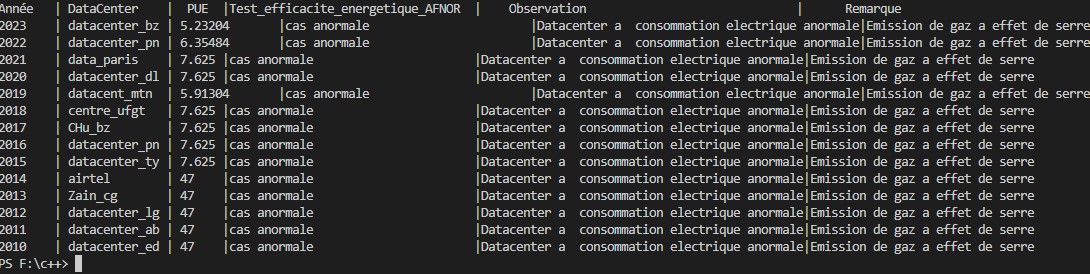 Année | DataCenter | PUE |Test_efficacite_energetique_AFNOR | Observation | Remarque
2023 | datacenter_bz | 5.23204 |cas anormale |Datacenter a consommation electrique anormale|Emission de gaz a effet de serre
2022 | datacenter_pn | 6.35484 |cas anormale |Datacenter a consommation electrique anormale|Emission de gaz a effet de serre
2021 | data_paris | 7.625 |cas anormale |Datacenter a consommation electrique anormale|Emission de gaz a effet de serre
2020 | datacenter_dl | 7.625 |cas anormale |Datacenter a consommation electrique anormale|Emission de gaz a effet de serre
2019 | datacent_mtn | 5.91304 |cas anormale |Datacenter a consommation electrique anormale|Emission de gaz a effet de serre
2018 | centre_ufgt | 7.625 |cas anormale |Datacenter a consommation electrique anormale|Emission de gaz a effet de serre
2017 | CHu_bz | 7.625 |cas anormale |Datacenter a consommation electrique anormale|Emission de gaz a effet de serre
2016 | datacenter_pn | 7.625 |cas anormale |Datacenter a consommation electrique anormale|Emission de gaz a effet de serre
2015 | datacenter_ty | 7.625 |cas anormale |Datacenter a consommation electrique anormale|Emission de gaz a effet de serre
2014 | airtel | 47 |cas anormale |Datacenter a consommation electrique anormale|Emission de gaz a effet de serre
2013 | Zain_cg | 47 |cas anormale |Datacenter a consommation electrique anormale|Emission de gaz a effet de serre
2012 | datacenter_lg | 47 |cas anormale |Datacenter a consommation electrique anormale|Emission de gaz a effet de serre
2011 | datacenter_ab | 47 |cas anormale |Datacenter a consommation electrique anormale|Emission de gaz a effet de serre
2010 | datacenter_ed | 47 |cas anormale |Datacenter a consommation electrique anormale|Emission de gaz a effet de serre
PS F:\c++>